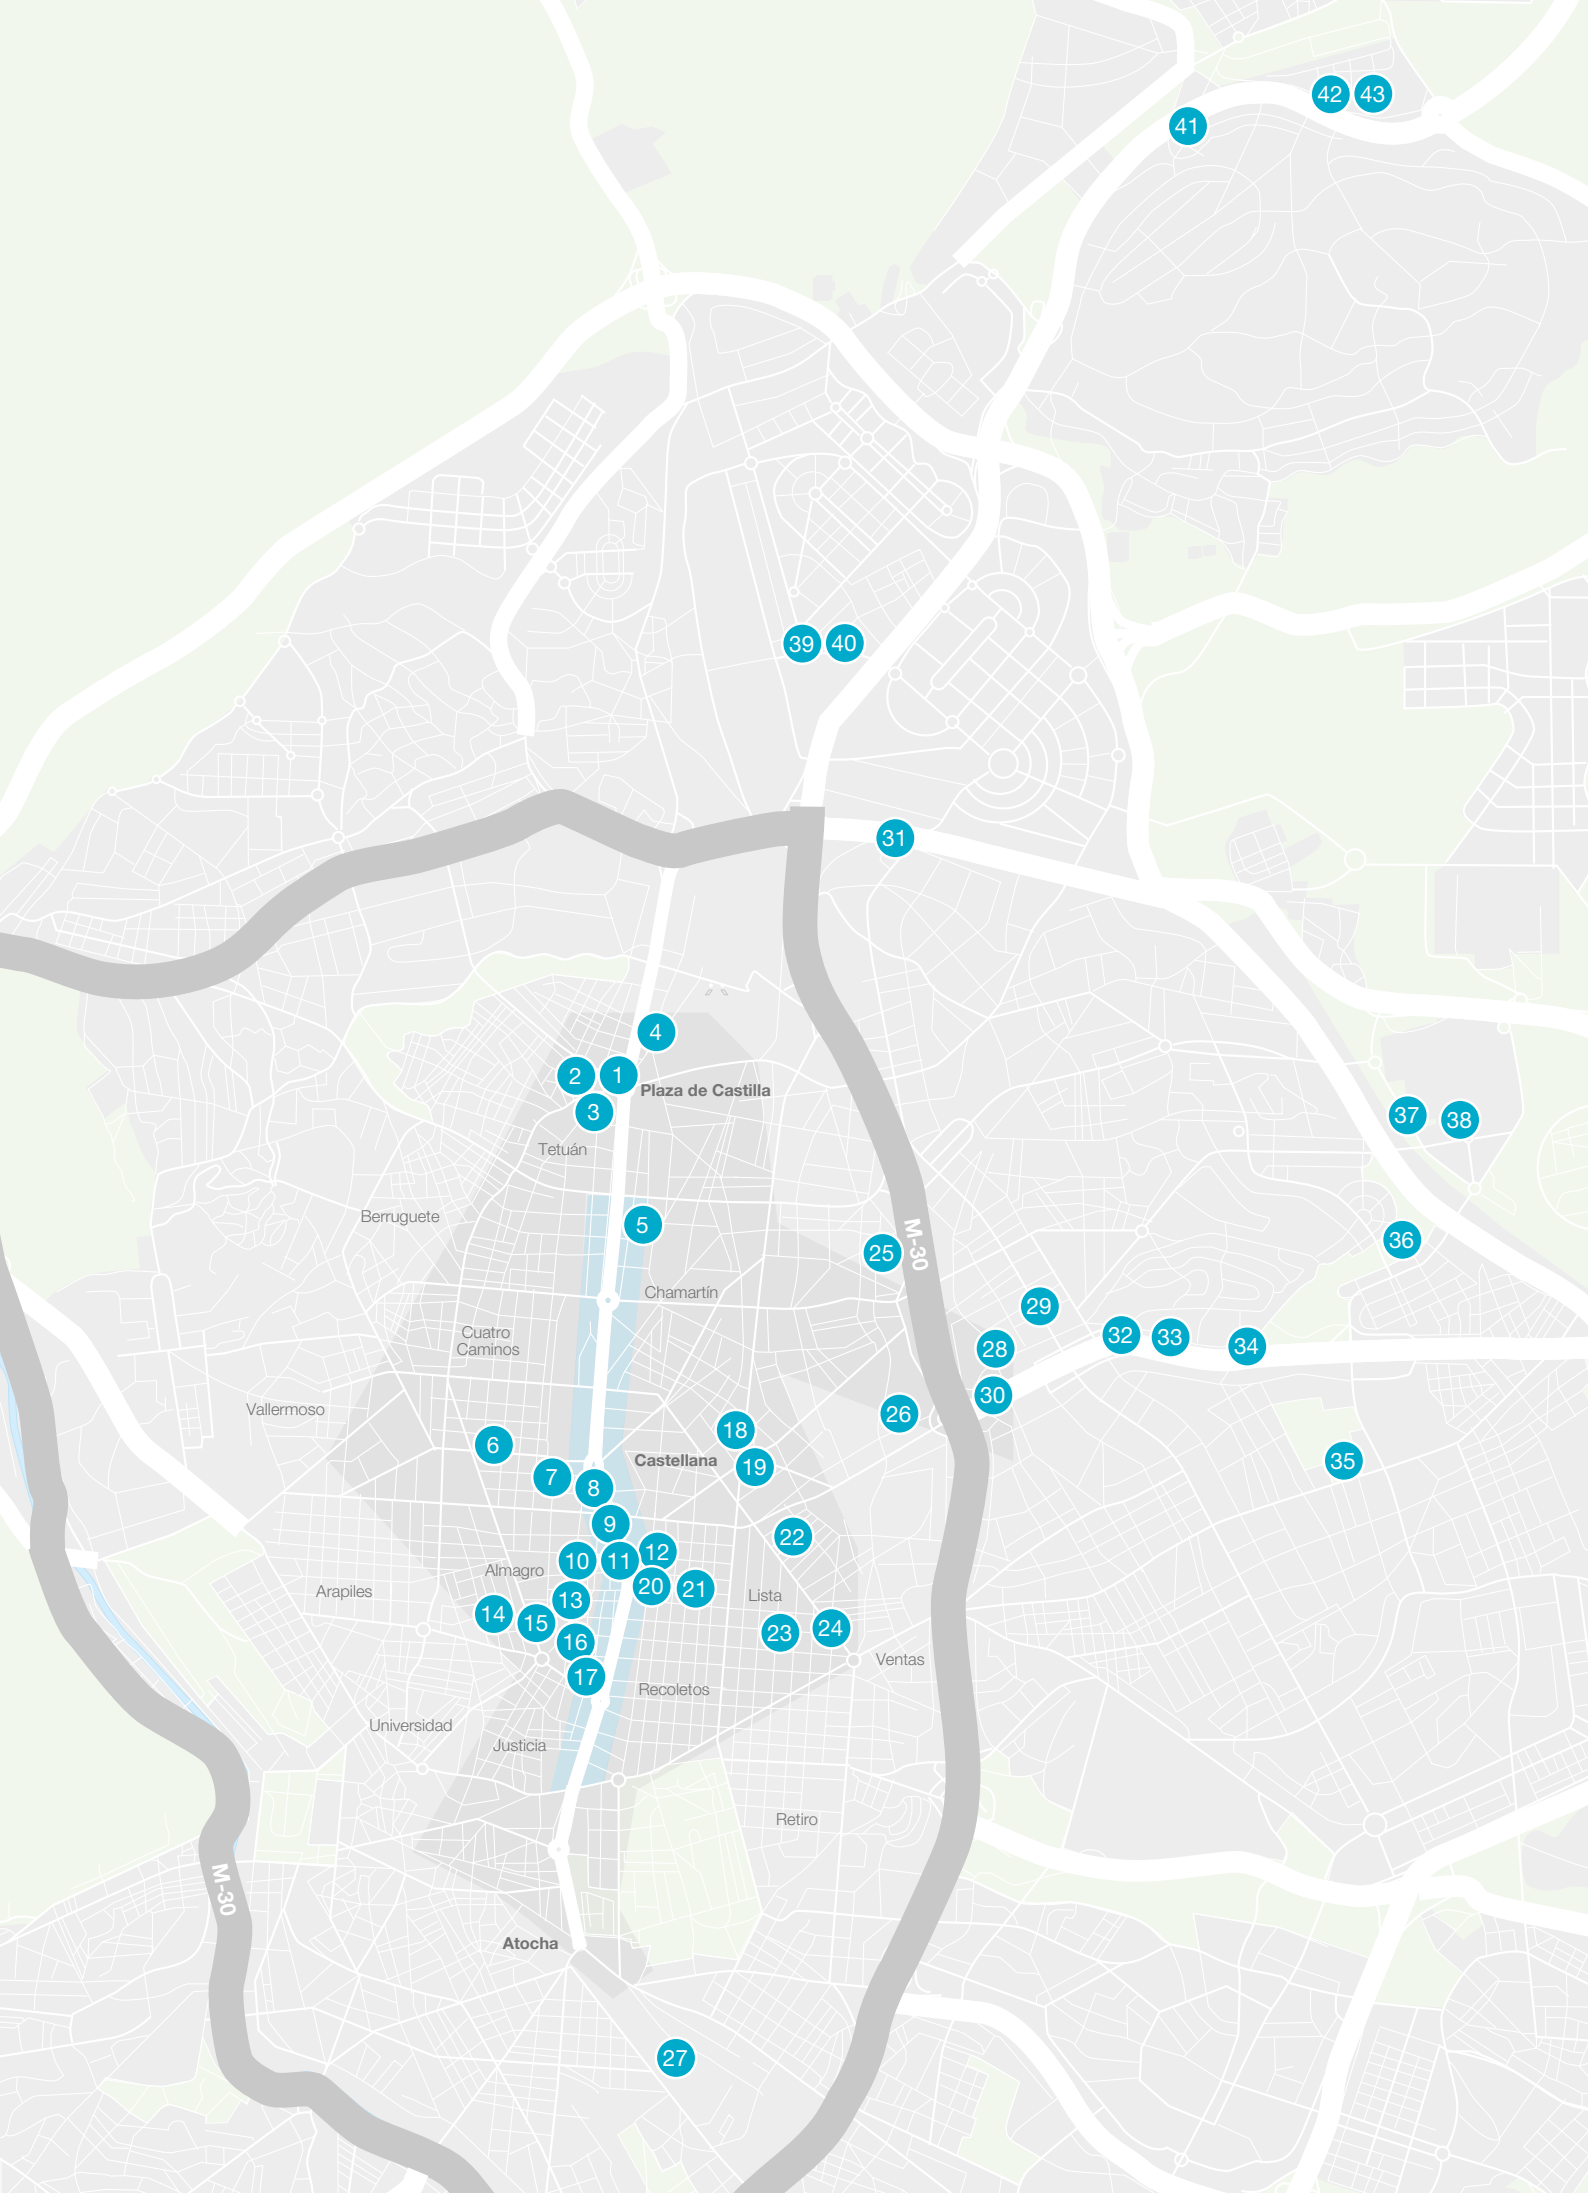 42 43
41
39 40
31
4
2 1
Plaza de Castilla
3
37 38
Tetuán
Berruguete
5
M-30
36
25
Chamartín
29
Cuatro
Caminos
32 33
34
28
30
Vallermoso
26
18
6
Castellana
35
19
7
8
9
22
12
10 11
Almagro
20 21
Arapiles
Lista
13
14
15
24
23
16
Ventas
17
Recoletos
Universidad
Justicia
Retiro
M-30
Atocha
27